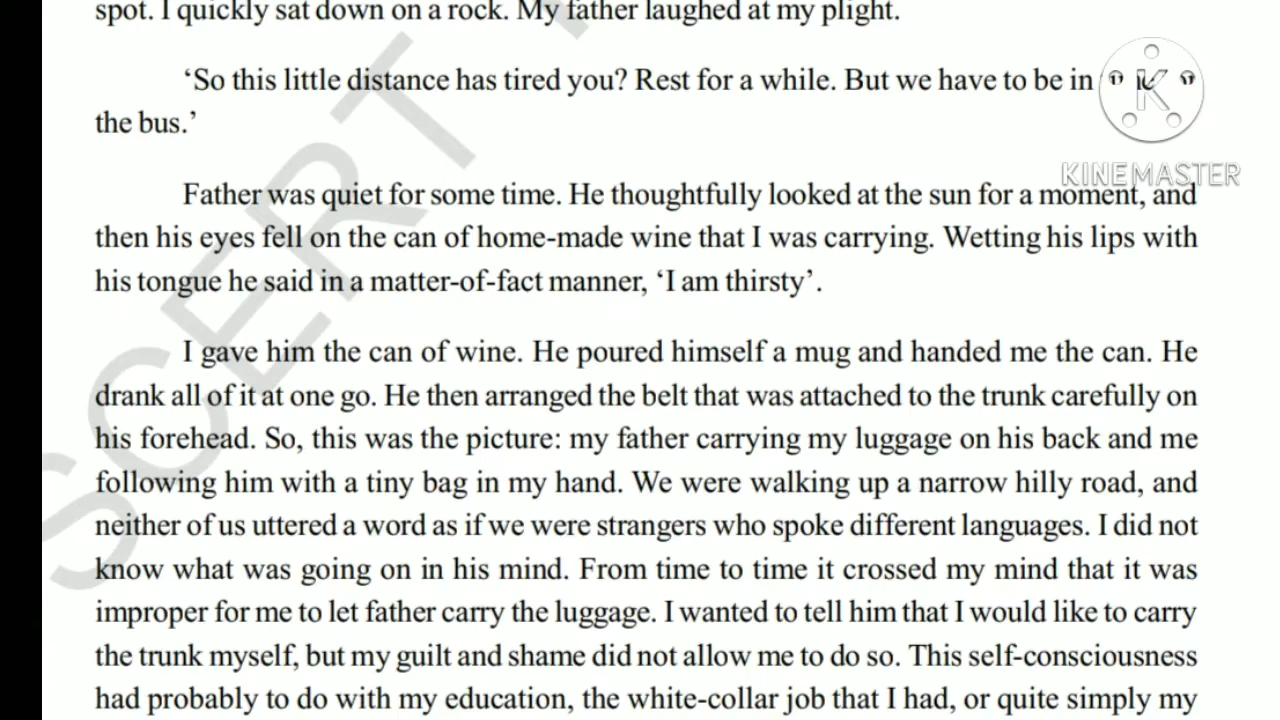 spot. I quickly sat down on a rock. My father laughed at my plight.
‘So this little distance has tired you? Rest for a while. But we have to be in
KINEMASTER
the bus.’
Father was quiet for some time. He thoughtfully looked at the sun for a moment, and
then his eyes fell on the can of home-made wine that I was carrying. Wetting his lips with
his tongue he said in a matter-of-fact manner, ‘I am thirsty’.
I gave him the can of wine. He poured himself a mug and handed me the can. He
drank all of it at one go. He then arranged the belt that was attached to the trunk carefully on
his forehead. So, this was the picture: my father carrying my luggage on his back and me
following him with a tiny bag in my hand. We were walking up a narrow hilly road, and
neither of us uttered a word as if we were strangers who spoke different languages. I did not
know what was going on in his mind. From time to time it crossed my mind that it was
improper for me to let father carry the luggage. I wanted to tell him that I would like to carry
the trunk myself, but my guilt and shame did not allow me to do so. This self-consciousness
had probably to do with my education, the white-collar job that I had, or quite simply my
SCERT